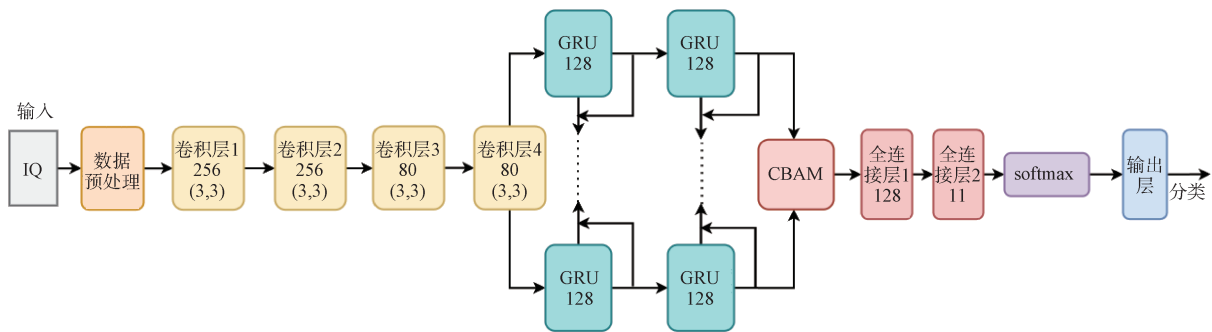 输入
IQ
数据
预处理
卷积层1
256
(3,3)
卷积层2
256
(3,3)
卷积层3
80
(3,3)
卷积层4
80
(3,3)
GRU
128
GRU
128
GRU
128
GRU
128
CBAM
全连
接层1
128
全连
接层2
11
softmax
输出
层
分类